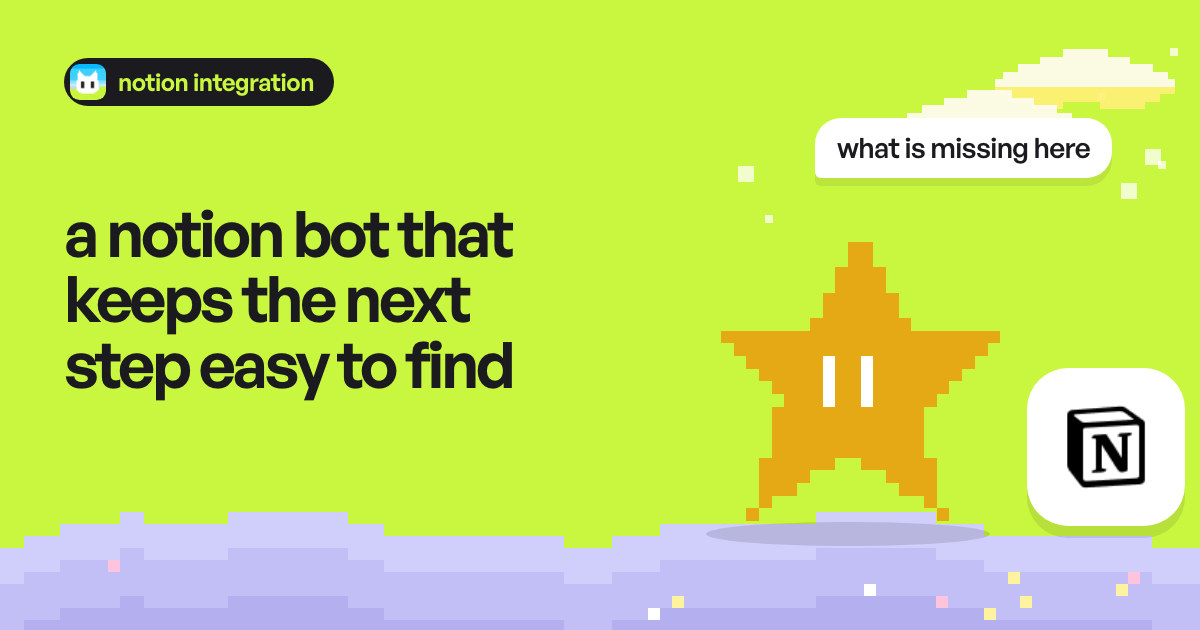 notion integration
what is missing here
a notion bot that
keeps the next
step easy to find
N